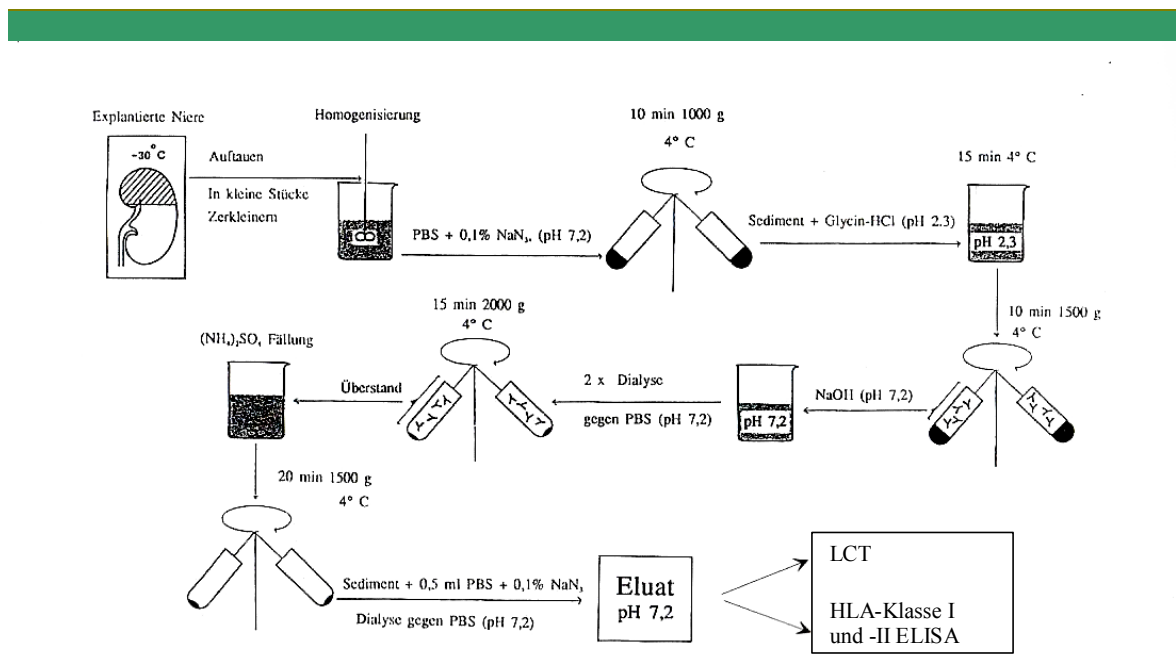 Explantierte Niere
-30°C
Auftauen
In kleine Stücke
Zerkleinern
Homogenisierung
PBS + 0,1% NaN₃, (pH 7,2)
10 min 1000 g
4° C
Sediment + Glycin-HCl (pH 2.3)
15 min 4° C
pH 2,3
10 min 1500 g
4° C
NaOH (pH 7,2)
pH 7,2
2 x Dialyse
gegen PBS (pH 7,2)
15 min 2000 g
4° C
Überstand
(NH₄)₂SO₄ Fällung
20 min 1500 g
4° C
Sediment + 0,5 ml PBS + 0,1% NaN₃
Dialyse gegen PBS (pH 7,2)
Eluat
pH 7,2
LCT
HLA-Klasse I
und -II ELISA